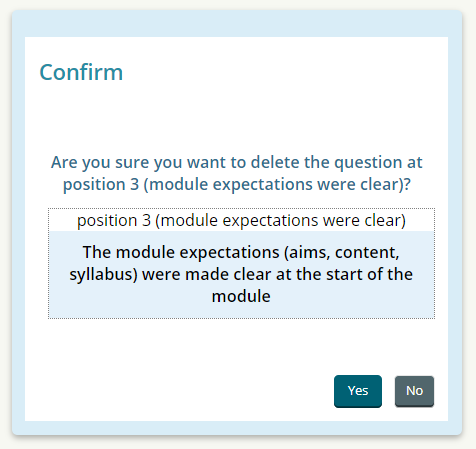 Confirm
Are you sure you want to delete the question at
position 3 (module expectations were clear)?
position 3 (module expectations were clear)
The module expectations (aims, content,
syllabus) were made clear at the start of the
module
Yes No